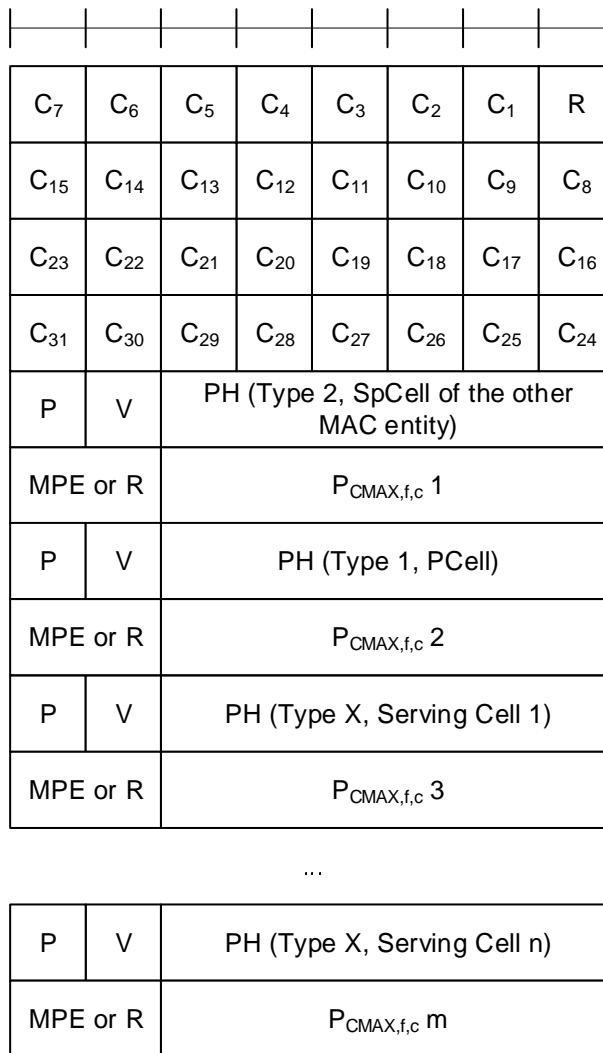 C7 C6 C5 C4 C3 C2 C1 R
C15 C14 C13 C12 C11 C10 C9 C8
C23 C22 C21 C20 C19 C18 C17 C16
C31 C30 C29 C28 C27 C26 C25 C24
P V PH (Type 2, SpCell of the other
MAC entity)
MPE or R PCMAX,f,c 1
P V PH (Type 1, PCell)
MPE or R PCMAX,f,c 2
P V PH (Type X, Serving Cell 1)
MPE or R PCMAX,f,c 3
...
P V PH (Type X, Serving Cell n)
MPE or R PCMAX,f,c m